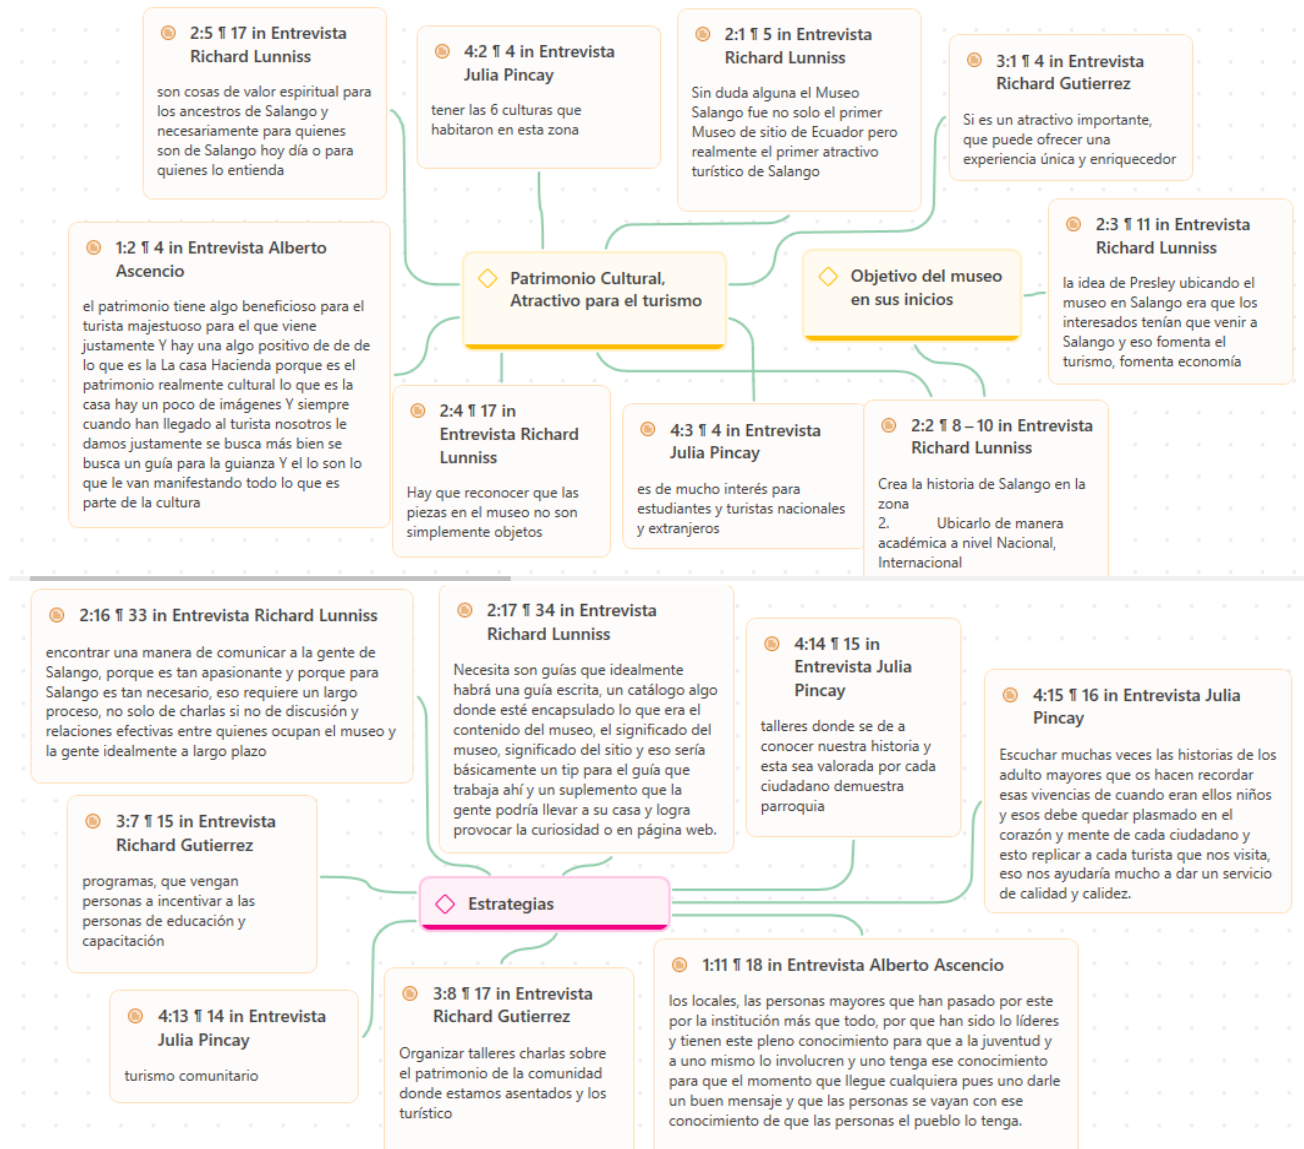 2:5 ¶ 17 in Entrevista
Richard Lunniss
son cosas de valor espiritual para
los ancestros de Salango y
necesariamente para quienes
son de Salango hoy día o para
quienes lo entienda
4:2 ¶ 4 in Entrevista
Julia Pincay
tener las 6 culturas que
habitaron en esta zona
2:1 ¶ 5 in Entrevista
Richard Lunniss
Sin duda alguna el Museo
Salango fue no solo el primer
Museo de sitio de Ecuador pero
realmente el primer atractivo
turístico de Salango
3:1 ¶ 4 in Entrevista
Richard Gutierrez
Si es un atractivo importante,
que puede ofrecer una
experiencia única y enriquecedor
1:2 ¶ 4 in Entrevista Alberto
Ascencio
el patrimonio tiene algo beneficioso para el
turista majestuoso para el que viene
justamente Y hay una algo positivo de de de
lo que es la La casa Hacienda porque es el
patrimonio realmente cultural lo que es la
casa hay un poco de imágenes Y siempre
cuando han llegado al turista nosotros le
damos justamente se busca más bien se
busca un guía para la guianza Y el lo son lo
que le van manifestando todo lo que es
parte de la cultura
Patrimonio Cultural,
Atractivo para el turismo
Objetivo del museo
en sus inicios
2:3 ¶ 11 in Entrevista
Richard Lunniss
la idea de Presley ubicando el
museo en Salango era que los
interesados tenían que venir a
Salango y eso fomenta el
turismo, fomenta economía
2:4 ¶ 17 in
Entrevista Richard
Lunniss
Hay que reconocer que las
piezas en el museo no son
simplemente objetos
4:3 ¶ 4 in Entrevista
Julia Pincay
es de mucho interés para
estudiantes y turistas nacionales
y extranjeros
2:2 ¶ 8 – 10 in Entrevista
Richard Lunniss
Crea la historia de Salango en la
zona
2. Ubicarlo de manera
académica a nivel Nacional,
Internacional
2:16 ¶ 33 in Entrevista Richard Lunniss
encontrar una manera de comunicar a la gente de
Salango, porque es tan apasionante y porque para
Salango es tan necesario, eso requiere un largo
proceso, no solo de charlas si no de discusión y
relaciones efectivas entre quienes ocupan el museo y
la gente idealmente a largo plazo
2:17 ¶ 34 in Entrevista
Richard Lunniss
Necesita son guías que idealmente
habrá una guía escrita, un catálogo algo
donde esté encapsulado lo que era el
contenido del museo, el significado del
museo, significado del sitio y eso sería
básicamente un tip para el guía que
trabaja ahí y un suplemento que la
gente podría llevar a su casa y logra
provocar la curiosidad o en página web.
4:14 ¶ 15 in
Entrevista Julia
Pincay
talleres donde se de a
conocer nuestra historia y
esta sea valorada por cada
ciudadano demuestra
parroquia
4:15 ¶ 16 in Entrevista Julia
Pincay
Escuchar muchas veces las historias de los
adulto mayores que os hacen recordar
esas vivencias de cuando eran ellos niños
y esos debe quedar plasmado en el
corazón y mente de cada ciudadano y
esto replicar a cada turista que nos visita,
eso nos ayudaría mucho a dar un servicio
de calidad y calidez.
3:7 ¶ 15 in Entrevista
Richard Gutierrez
programas, que vengan
personas a incentivar a las
personas de educación y
capacitación
Estrategias
4:13 ¶ 14 in Entrevista
Julia Pincay
turismo comunitario
3:8 ¶ 17 in Entrevista
Richard Gutierrez
Organizar talleres charlas sobre
el patrimonio de la comunidad
donde estamos asentados y los
turístico
1:11 ¶ 18 in Entrevista Alberto Ascencio
los locales, las personas mayores que han pasado por este
por la institución más que todo, por que han sido lo líderes
y tienen este pleno conocimiento para que a la juventud y
a uno mismo lo involucren y uno tenga ese conocimiento
para que el momento que llegue cualquiera pues uno darle
un buen mensaje y que las personas se vayan con ese
conocimiento de que las personas el pueblo lo tenga.